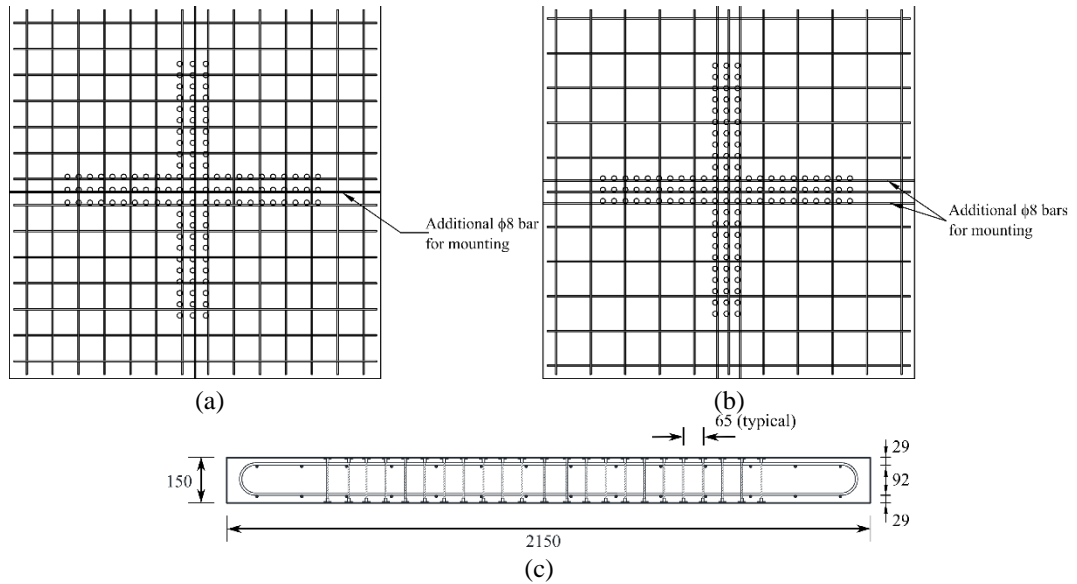 Additional ϕ8 bar
for mounting
Additional ϕ8 bars
for mounting
(a)
(b)
65 (typical)
29
150
92
29
2150
(c)